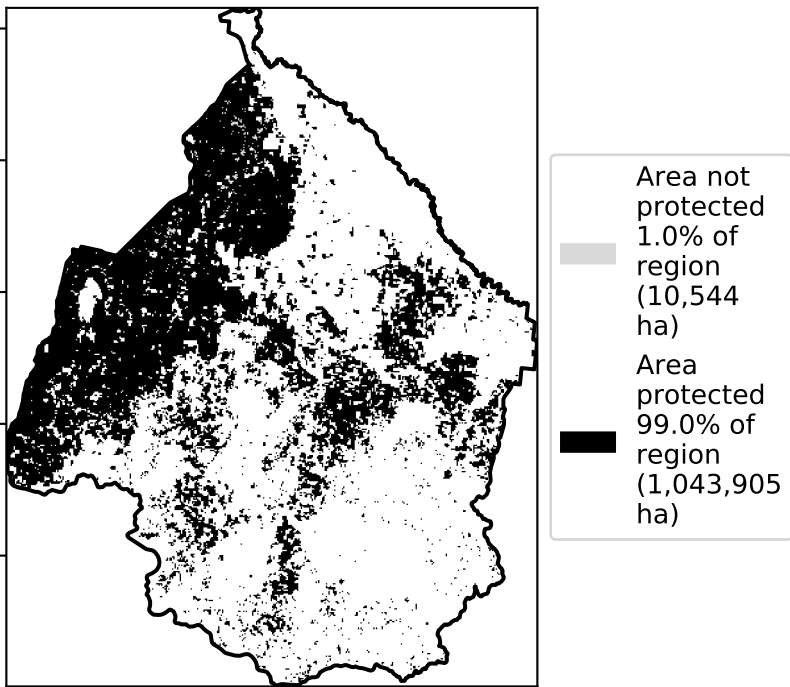 Area not
protected
1.0% of
region
(10,544
ha)
Area
protected
99.0% of
region
(1,043,905
ha)